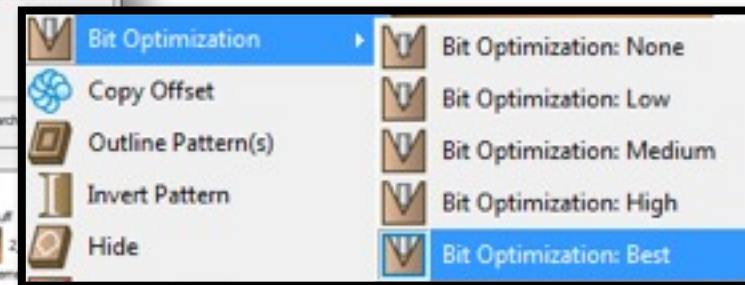 Bit Optimization
Copy Offset
Outline Pattern(s)
Invert Pattern
Hide
Bit Optimization: None
Bit Optimization: Low
Bit Optimization: Medium
Bit Optimization: High
Bit Optimization: Best